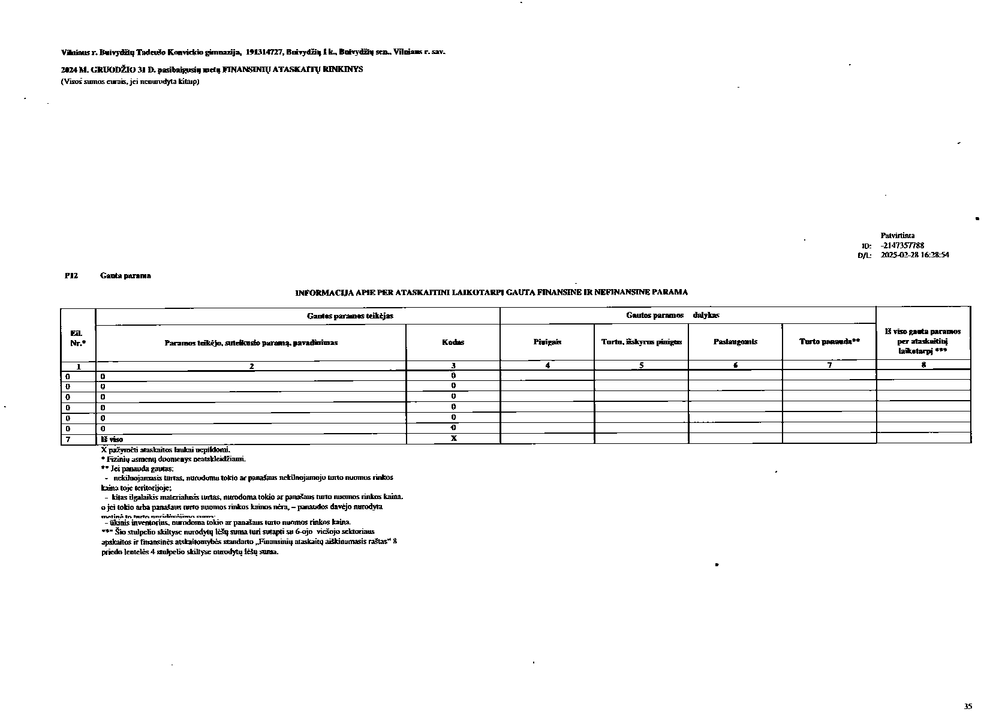 Vilniaus r. Buivydžių Tadeušo Konvickio gimnazija, 191314727, Buivydžių I k., Buivydžių sen., Vilniaus r. sav.
2024 M. GRUODŽIO 31 D. pasibaigusių metų FINANSINIŲ ATASKAITŲ RINKINYS
(Visos sumos eurais, jei nenurodyta kitaip)
Patvirtinta
ID: -2147357788
D/L: 2025-02-28 16:28:54
P12 Gauta parama
INFORMACIJA APIE PER ATASKAITINI LAIKOTARPI GAUTA FINANSINE IR NEFINANSINE PARAMA
Eil. Nr.* Gautos paramos teikėjas Gautos paramos dalykas Iš viso gauta paramos per ataskaitinį laikotarpį ***
Paramos teikėjo, suteikusio paramą, pavadinimas Kodas Pinigais Turtu, išskyrus pinigus Paslaugomis Turto panauda**
1 2 3 4 5 6 7 8
0 0 0
0 0 0
0 0 0
0 0 0
0 0 0
0 0 0
7 Iš viso X
X pažymėti ataskaitos laukai nepildomi.
* Fizinių asmenų duomenys neatskleidžiami.
** Jei panauda gautas:
- nekilnojamasis turtas, nurodoma tokio ar panašaus nekilnojamojo turto nuomos rinkos
kaina toje teritorijoje;
– kitas ilgalaikis materialusis turtas, nurodoma tokio ar panašaus turto nuomos rinkos kaina,
o jei tokio arba panašaus turto nuomos rinkos kainos nėra, – panaudos davėjo nurodyta
metinė to turto nusidėvėjimo suma;
– ūkinis inventorius, nurodoma tokio ar panašaus turto nuomos rinkos kaina.
*** Šio stulpelio skiltyse nurodytų lėšų suma turi sutapti su 6-ojo viešojo sektoriaus
apskaitos ir finansinės atskaitomybės standarto „Finansinių ataskaitų aiškinamasis raštas“ 8
priedo lentelės 4 stulpelio skiltyse nurodytų lėšų suma.
35